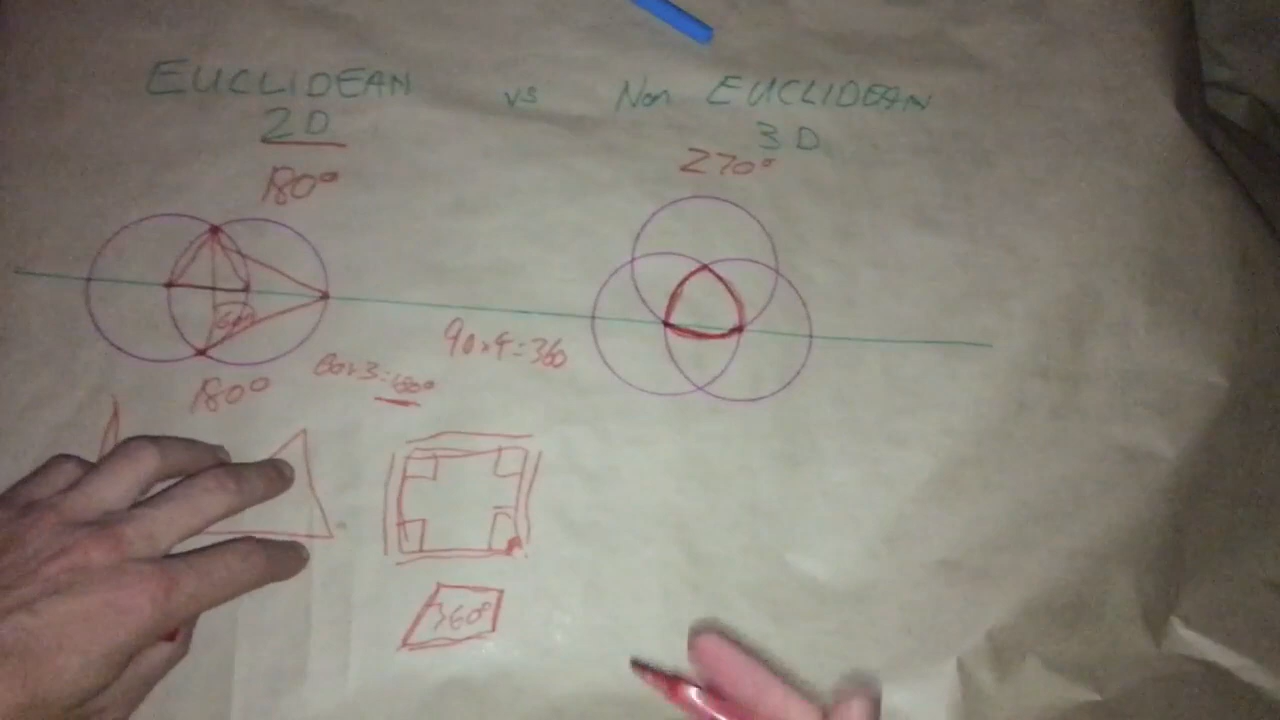 EUCLIDEAN vs Non EUCLIDEAN
2D 3D
180° 270°
60
90x4=360
60x3=180°
180°
360°